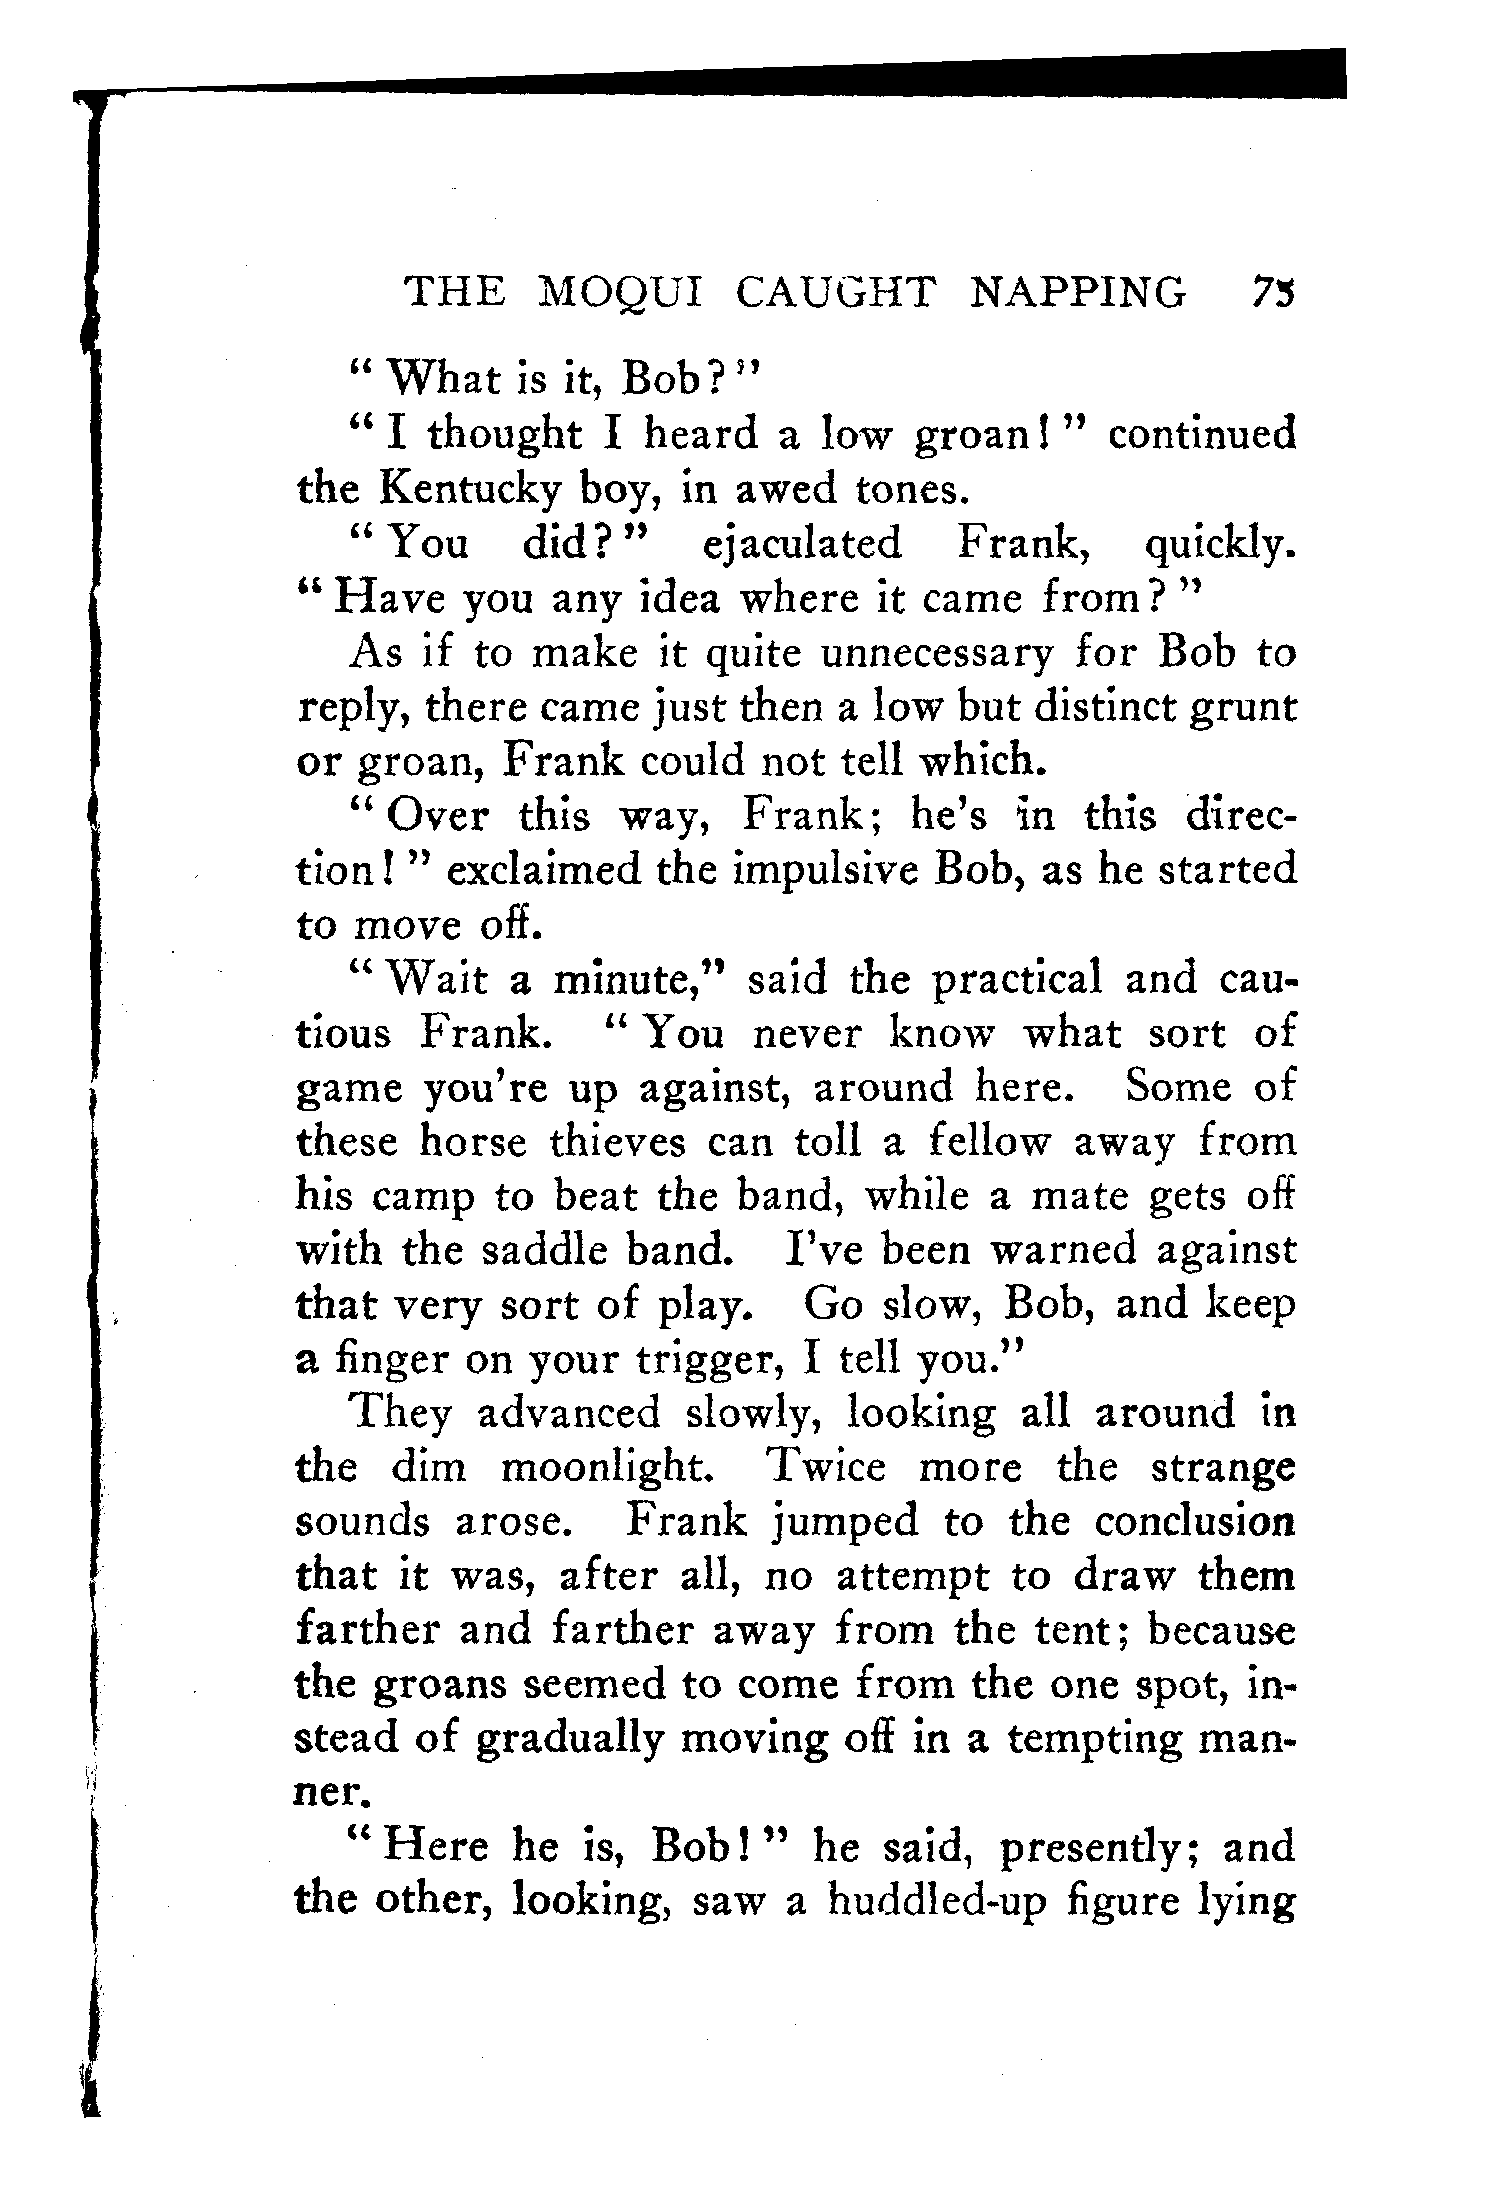 THE MOQUI CAUGHT NAPPING 75
“ What is it, Bob? ”
“ I thought I heard a low groan! ” continued
the Kentucky boy, in awed tones.
“ You did? ” ejaculated Frank, quickly.
“ Have you any idea where it came from? ”
As if to make it quite unnecessary for Bob to
reply, there came just then a low but distinct grunt
or groan, Frank could not tell which.
“ Over this way, Frank; he’s in this direc-
tion! ” exclaimed the impulsive Bob, as he started
to move off.
“ Wait a minute,” said the practical and cau-
tious Frank. “ You never know what sort of
game you’re up against, around here. Some of
these horse thieves can toll a fellow away from
his camp to beat the band, while a mate gets off
with the saddle band. I’ve been warned against
that very sort of play. Go slow, Bob, and keep
a finger on your trigger, I tell you.”
They advanced slowly, looking all around in
the dim moonlight. Twice more the strange
sounds arose. Frank jumped to the conclusion
that it was, after all, no attempt to draw them
farther and farther away from the tent; because
the groans seemed to come from the one spot, in-
stead of gradually moving off in a tempting man-
ner.
“ Here he is, Bob! ” he said, presently; and
the other, looking, saw a huddled-up figure lying